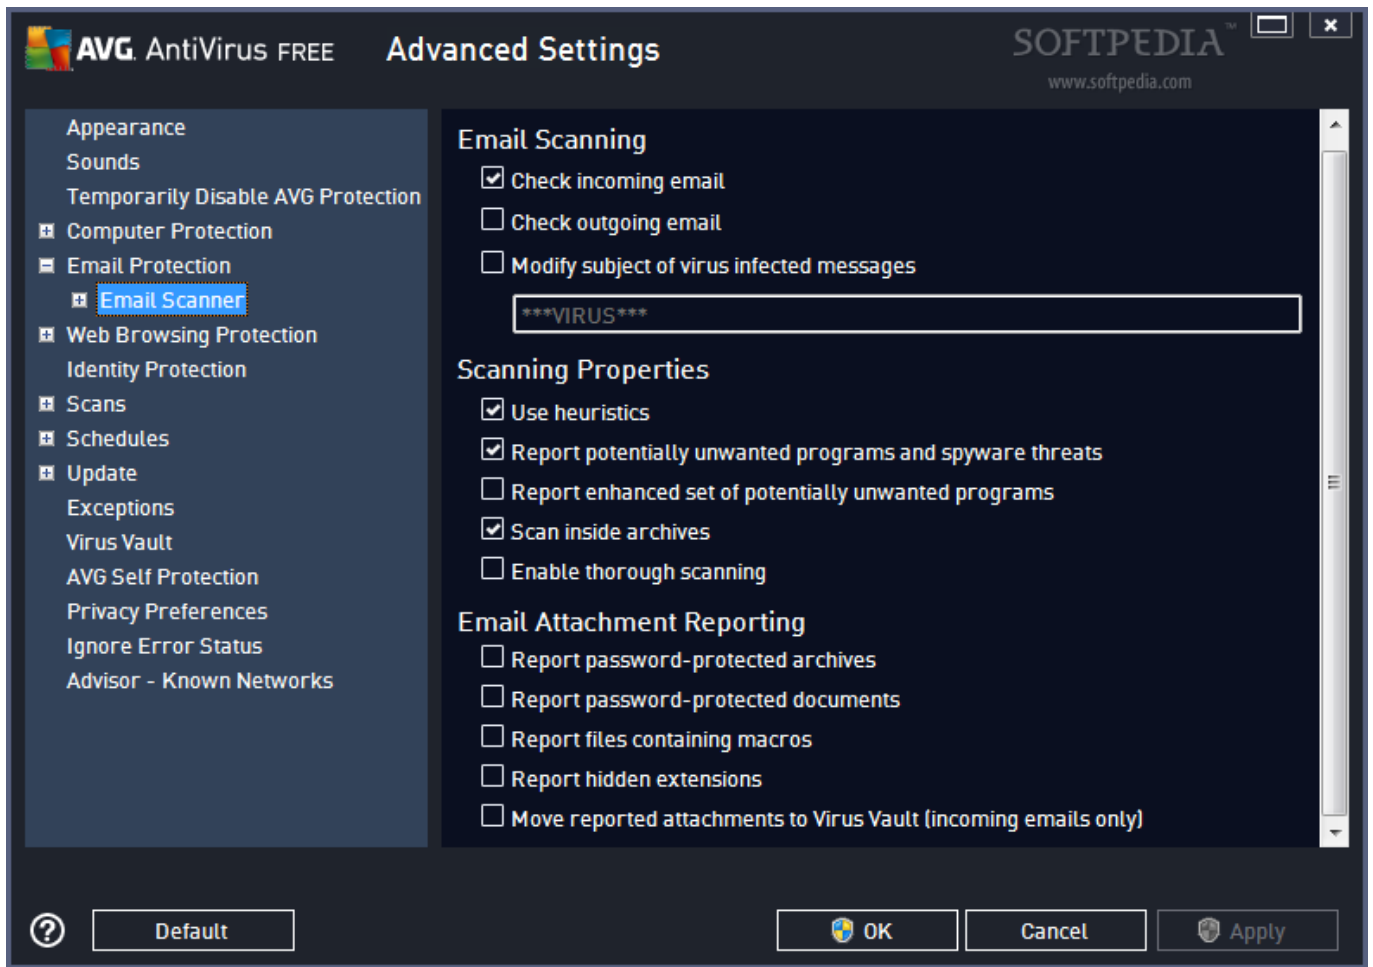 AVG. AntiVirus FREE Advanced Settings
SOFTPEDIA™
www.softpedia.com
Appearance
Sounds
Temporarily Disable AVG Protection
Computer Protection
Email Protection
Email Scanner
Web Browsing Protection
Identity Protection
Scans
Schedules
Update
Exceptions
Virus Vault
AVG Self Protection
Privacy Preferences
Ignore Error Status
Advisor - Known Networks
Email Scanning
Check incoming email
Check outgoing email
Modify subject of virus infected messages
***VIRUS***
Scanning Properties
Use heuristics
Report potentially unwanted programs and spyware threats
Report enhanced set of potentially unwanted programs
Scan inside archives
Enable thorough scanning
Email Attachment Reporting
Report password-protected archives
Report password-protected documents
Report files containing macros
Report hidden extensions
Move reported attachments to Virus Vault (incoming emails only)
? Default OK Cancel Apply